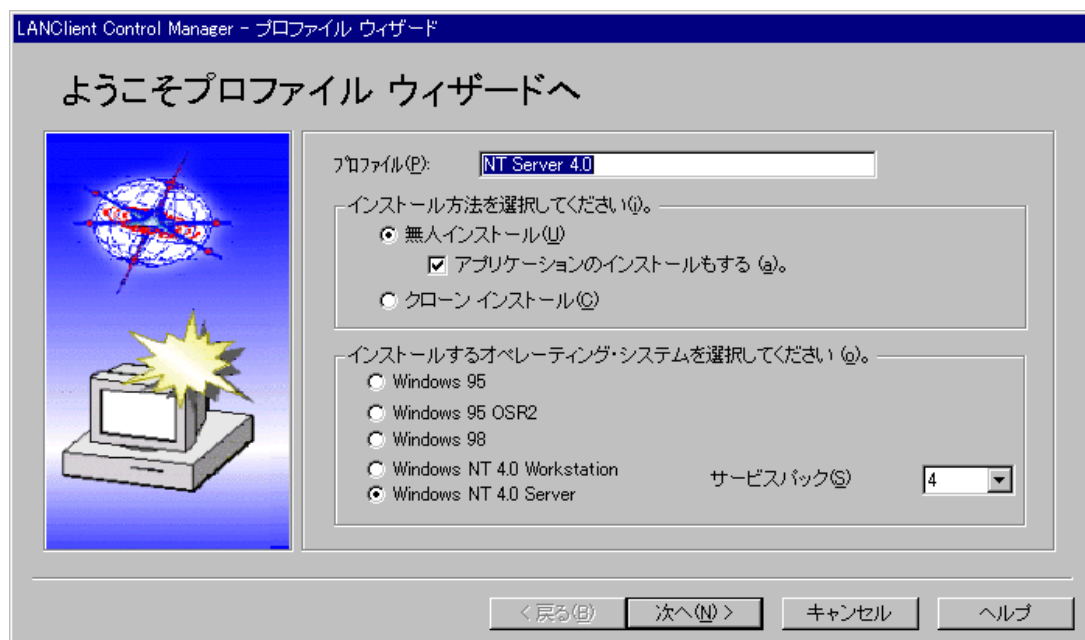 LANClient Control Manager - プロファイル ウィザード
ようこそプロファイル ウィザードへ
プロファイル(P):
NT Server 4.0
インストール方法を選択してください(i)。
無人インストール(U)
アプリケーションのインストールもする (a)。
クローン インストール(C)
インストールするオペレーティング・システムを選択してください (o)。
Windows 95
Windows 95 OSR2
Windows 98
Windows NT 4.0 Workstation
サービスパック(S)
4
Windows NT 4.0 Server
< 戻る(B)
次へ(N) >
キャンセル
ヘルプ